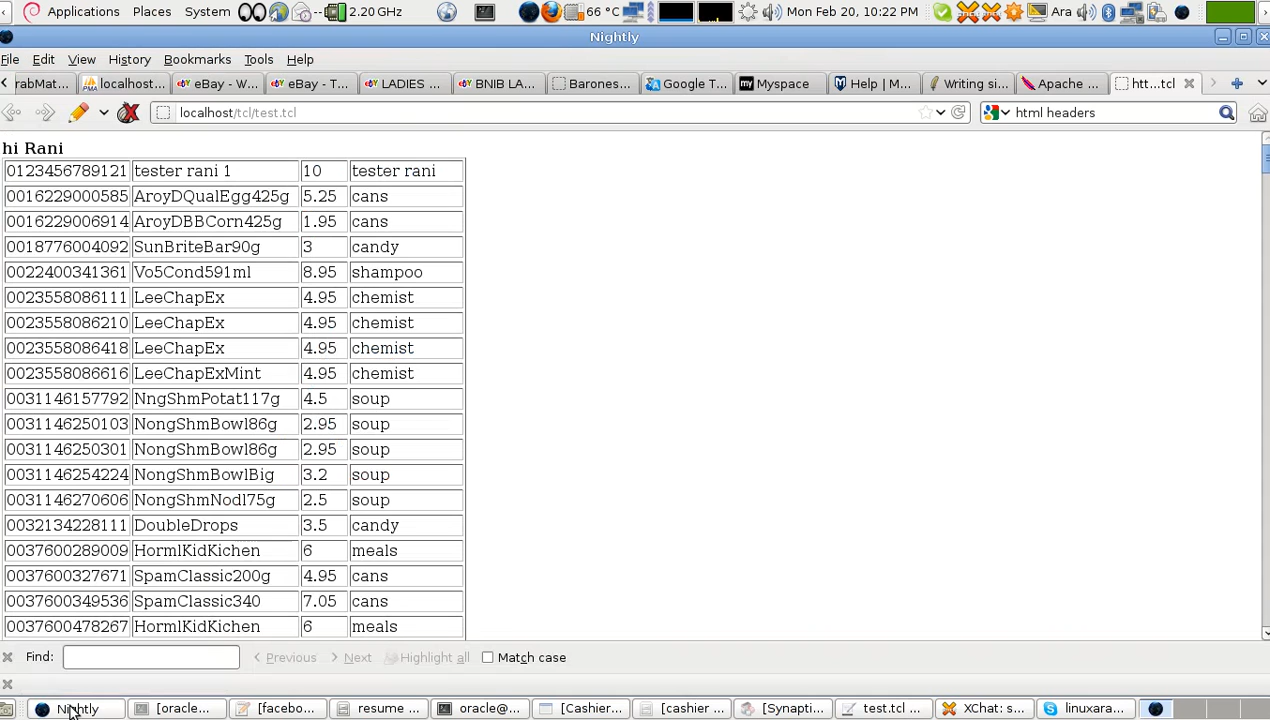 Applications Places System 2.20 GHz 66 °C Mon Feb 20, 10:22 PM Ara
Nightly
File Edit View History Bookmarks Tools Help
rabMat... localhost... eBay - W... eBay - T... LADIES ... BNIB LA... Barones... Google T... Myspace Help | M... Writing si... Apache ... htt...tcl
localhost/tcl/test.tcl html headers
hi Rani
0123456789121 tester rani 1 10 tester rani
0016229000585 AroyDQualEgg425g 5.25 cans
0016229006914 AroyDBBCorn425g 1.95 cans
0018776004092 SunBriteBar90g 3 candy
0022400341361 Vo5Cond591ml 8.95 shampoo
0023558086111 LeeChapEx 4.95 chemist
0023558086210 LeeChapEx 4.95 chemist
0023558086418 LeeChapEx 4.95 chemist
0023558086616 LeeChapExMint 4.95 chemist
0031146157792 NngShmPotat117g 4.5 soup
0031146250103 NongShmBowl86g 2.95 soup
0031146250301 NongShmBowl86g 2.95 soup
0031146254224 NongShmBowlBig 3.2 soup
0031146270606 NongShmNodl75g 2.5 soup
0032134228111 DoubleDrops 3.5 candy
0037600289009 HormlKidKichen 6 meals
0037600327671 SpamClassic200g 4.95 cans
0037600349536 SpamClassic340 7.05 cans
0037600478267 HormlKidKichen 6 meals
Find: Previous Next Highlight all Match case
Nightly [oracle... [facebo... resume ... oracle@... [Cashier... [cashier ... [Synapti... test.tcl ... XChat: s... linuxara...